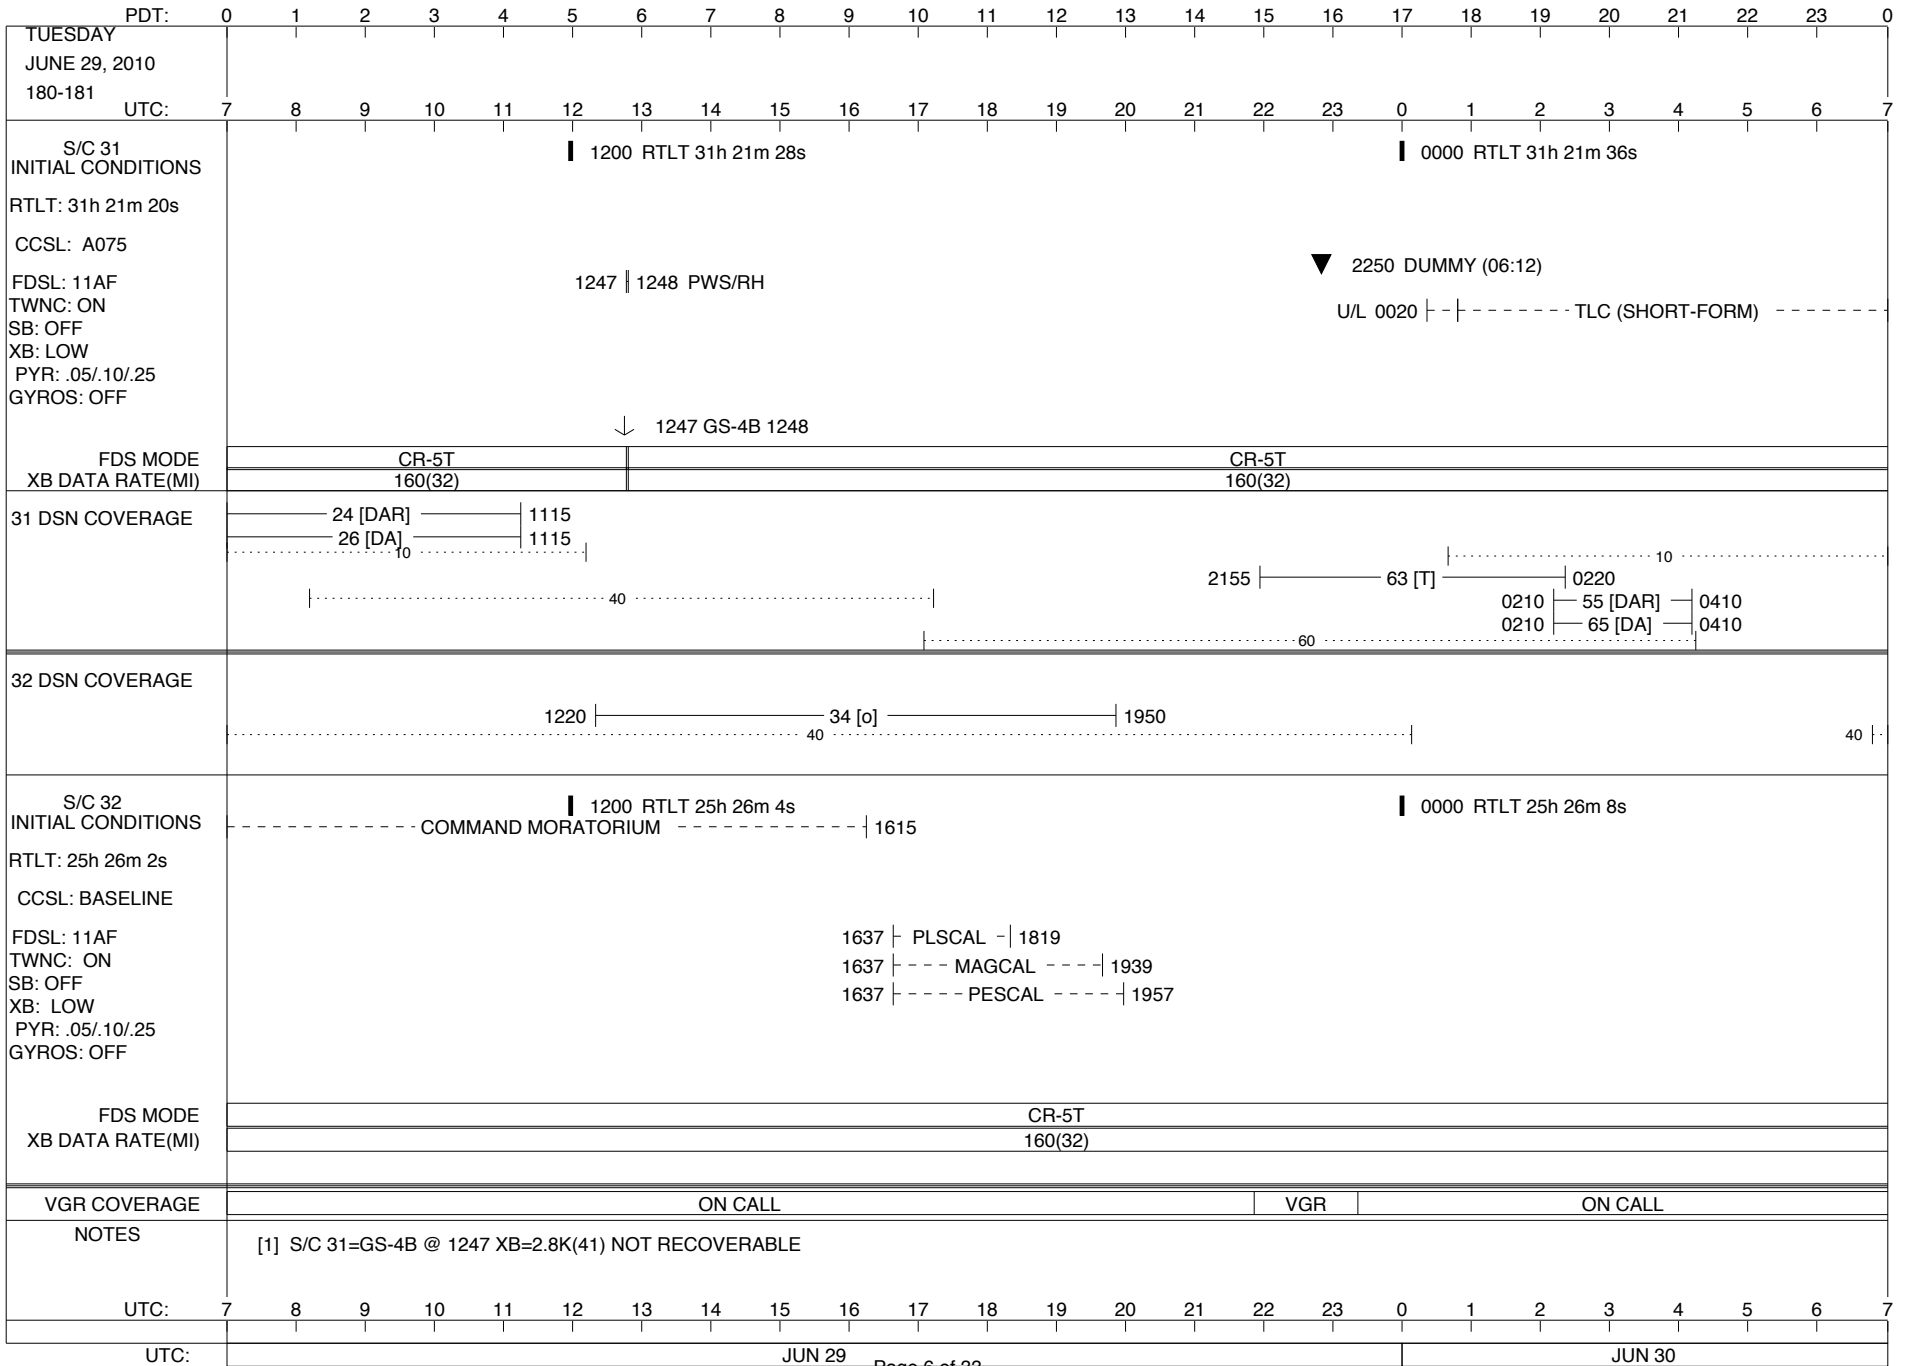 PDT: 0 1 2 3 4 5 6 7 8 9 10 11 12 13 14 15 16 17 18 19 20 21 22 23 0
TUESDAY
JUNE 29, 2010
180-181
UTC: 7 8 9 10 11 12 13 14 15 16 17 18 19 20 21 22 23 0 1 2 3 4 5 6 7
S/C 31
INITIAL CONDITIONS
1200 RTLT 31h 21m 28s
0000 RTLT 31h 21m 36s
RTLT: 31h 21m 20s
CCSL: A075
2250 DUMMY (06:12)
FDSL: 11AF
1247 1248 PWS/RH
TWNC: ON
U/L 0020 TLC (SHORT-FORM)
SB: OFF
XB: LOW
PYR: .05/.10/.25
GYROS: OFF
1247 GS-4B 1248
FDS MODE CR-5T CR-5T
XB DATA RATE(MI) 160(32) 160(32)
31 DSN COVERAGE
24 [DAR] 1115
26 [DA] 1115
10 10
2155 63 [T] 0220
40 0210 55 [DAR] 0410
0210 65 [DA] 0410
60
32 DSN COVERAGE
1220 34 [o] 1950
40 40
S/C 32
INITIAL CONDITIONS
1200 RTLT 25h 26m 4s
0000 RTLT 25h 26m 8s
COMMAND MORATORIUM 1615
RTLT: 25h 26m 2s
CCSL: BASELINE
FDSL: 11AF
1637 PLSCAL 1819
TWNC: ON
1637 MAGCAL 1939
SB: OFF
1637 PESCAL 1957
XB: LOW
PYR: .05/.10/.25
GYROS: OFF
FDS MODE CR-5T
XB DATA RATE(MI) 160(32)
VGR COVERAGE ON CALL VGR ON CALL
NOTES
[1] S/C 31=GS-4B @ 1247 XB=2.8K(41) NOT RECOVERABLE
UTC: 7 8 9 10 11 12 13 14 15 16 17 18 19 20 21 22 23 0 1 2 3 4 5 6 7
UTC: JUN 29 JUN 30
Page 6 of 22